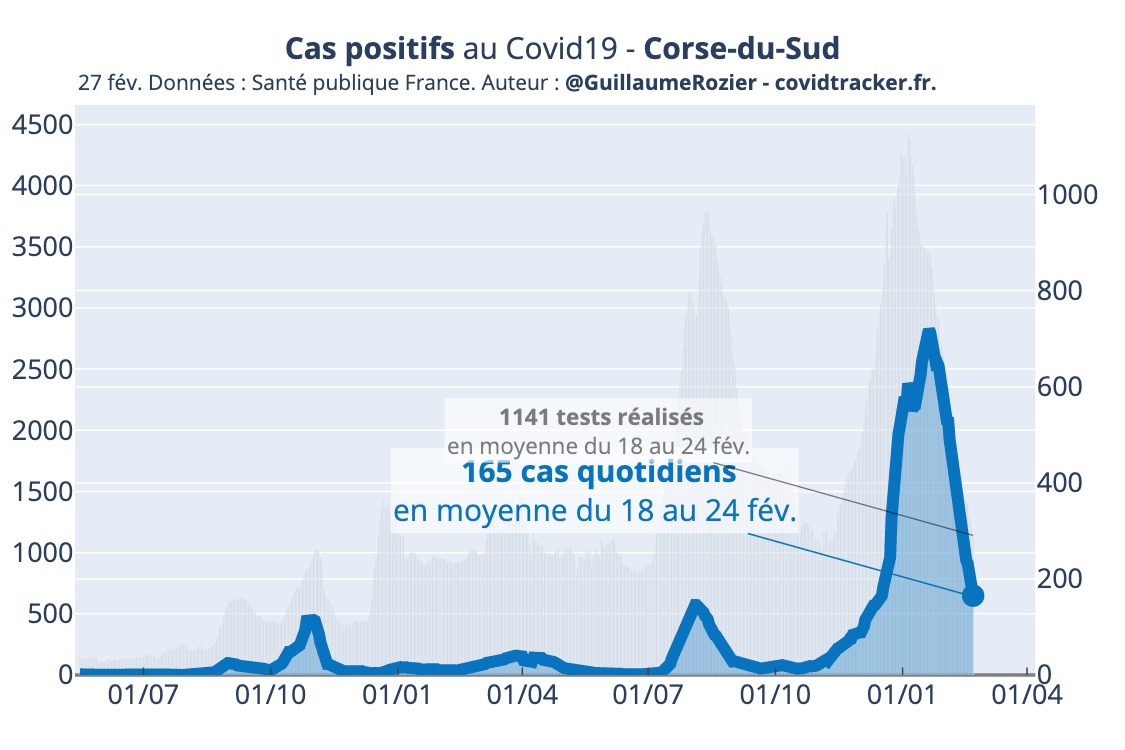 Cas positifs au Covid19 - Corse-du-Sud
27 fév. Données : Santé publique France. Auteur : @GuillaumeRozier - covidtracker.fr.
4500
4000
3500
3000
2500
2000
1500
1000
500
0
1000
800
600
400
200
0
1141 tests réalisés
en moyenne du 18 au 24 fév.
165 cas quotidiens
en moyenne du 18 au 24 fév.
01/07 01/10 01/01 01/04 01/07 01/10 01/01 01/04